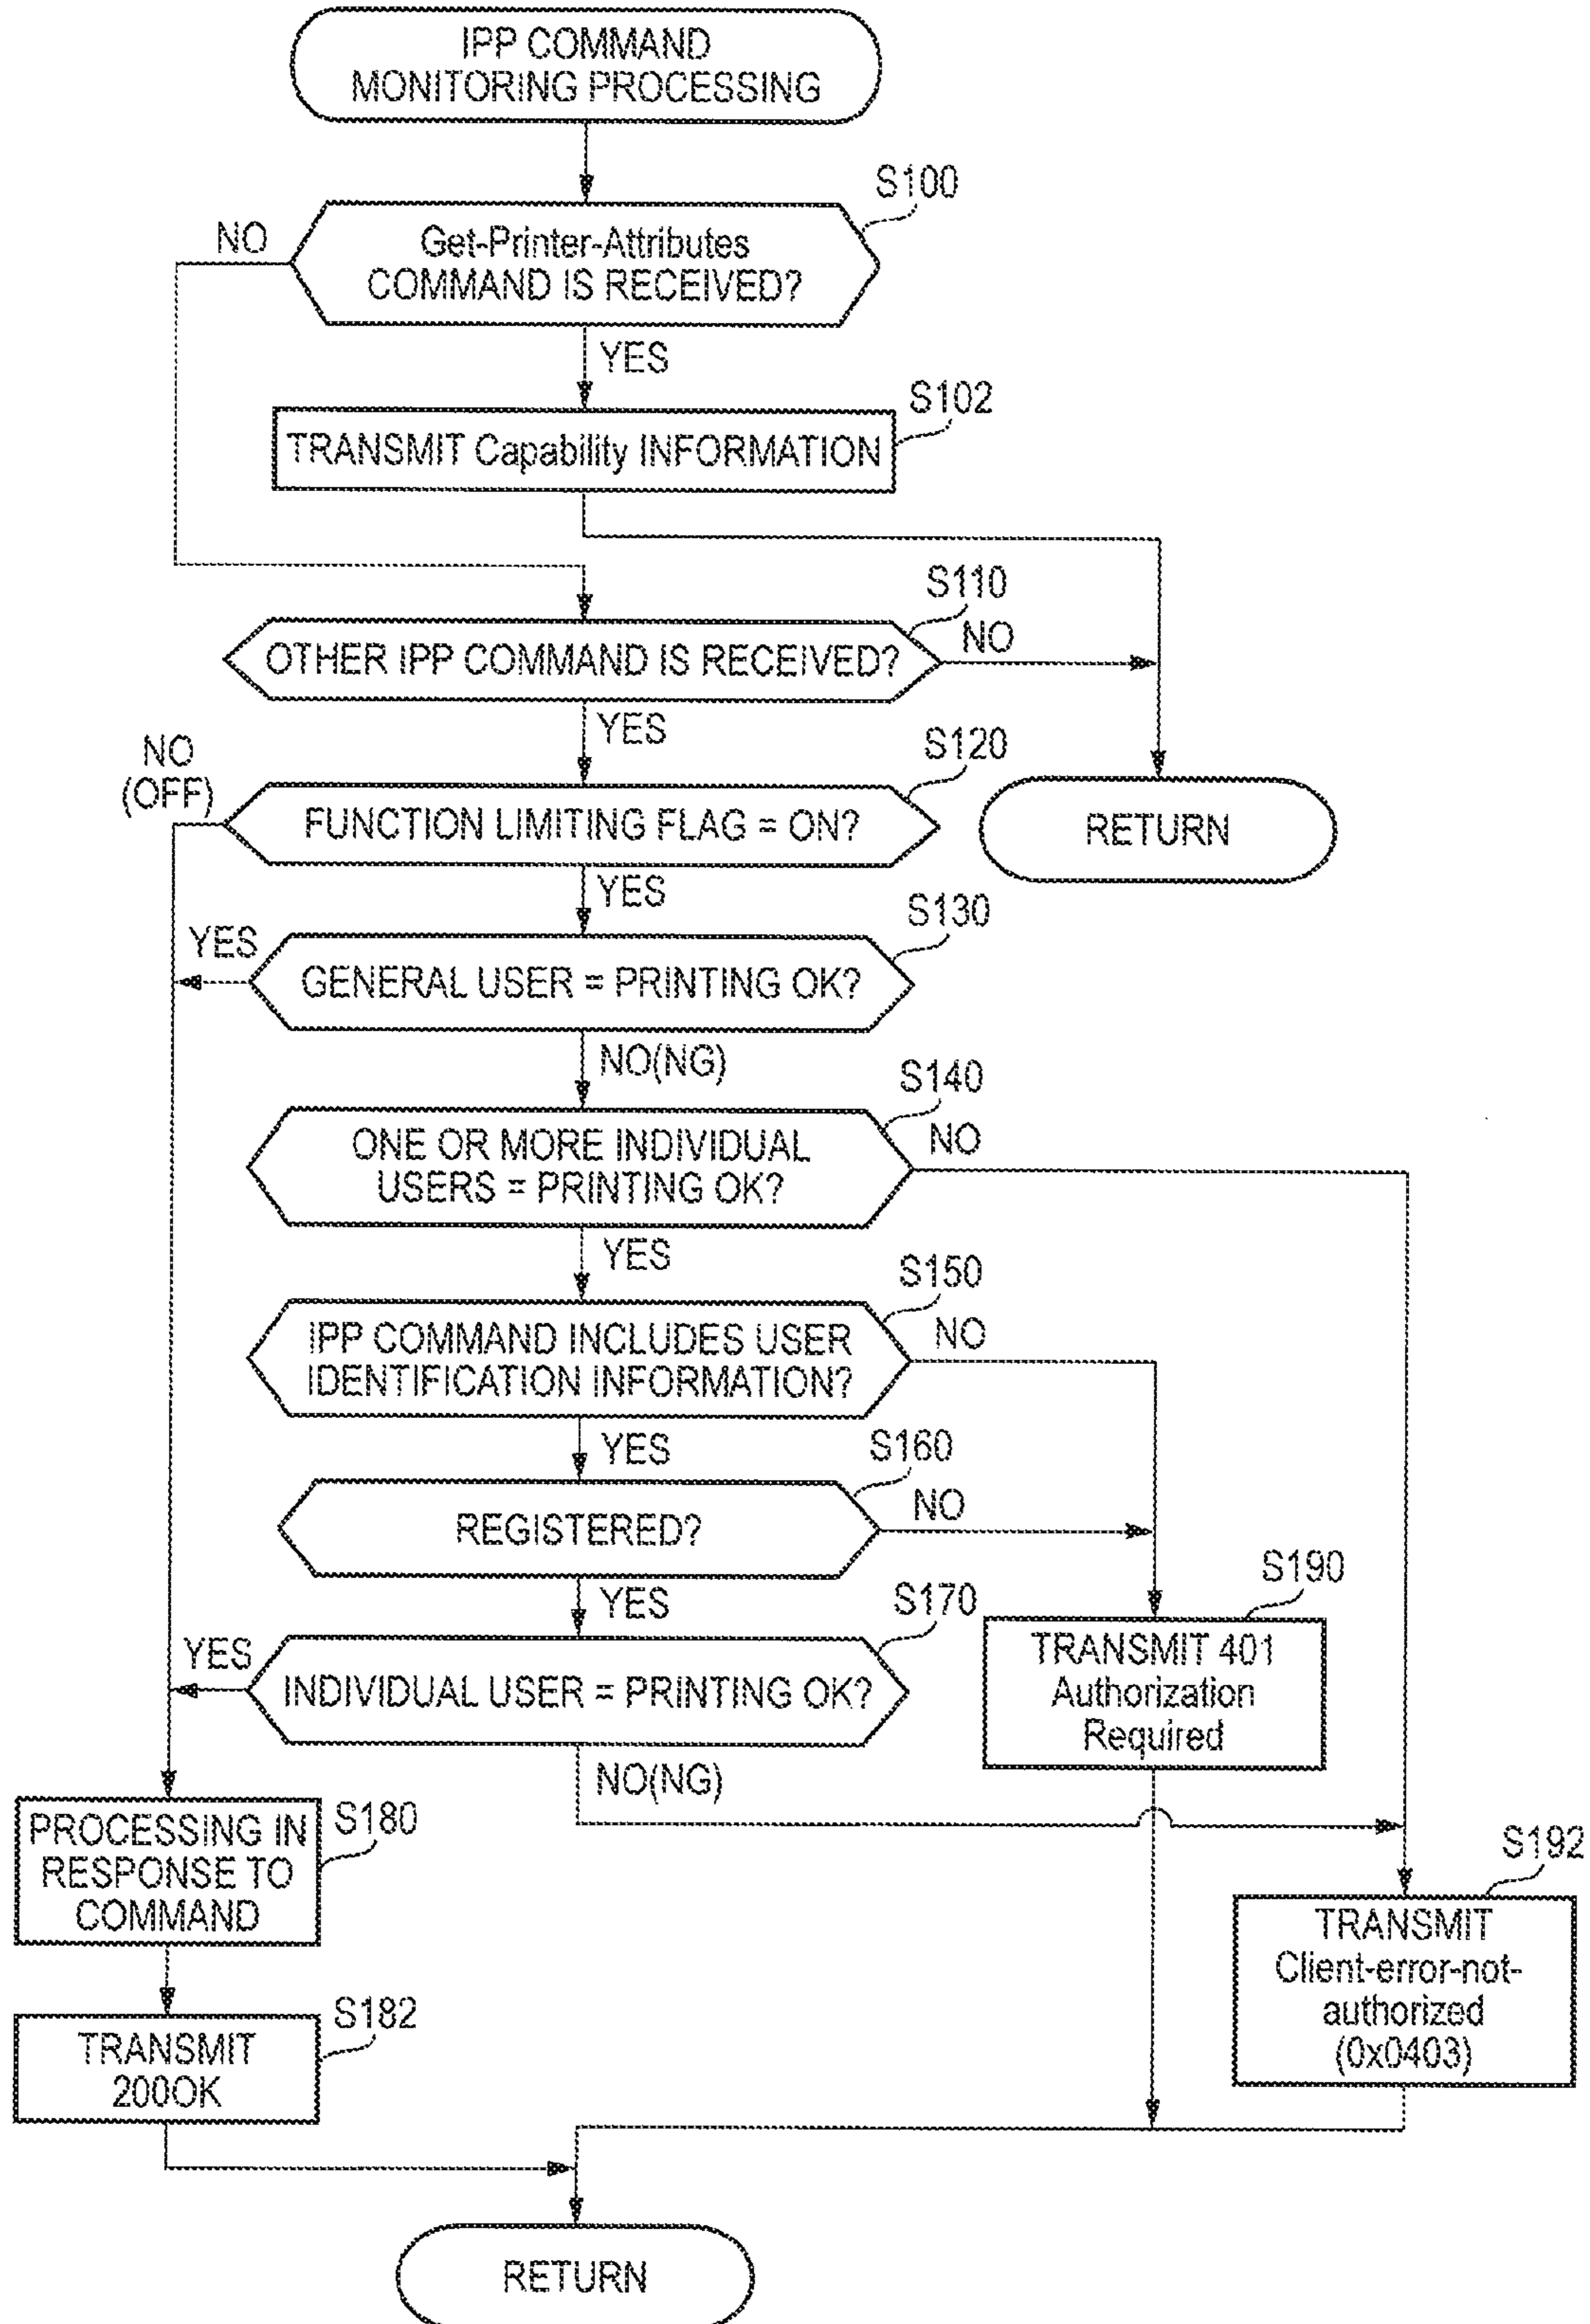 IPP COMMAND
MONITORING PROCESSING
S100
NO
Get-Printer-Attributes
COMMAND IS RECEIVED?
YES
S102
TRANSMIT Capability INFORMATION
S110
OTHER IPP COMMAND IS RECEIVED?
NO
YES
NO
(OFF)
S120
FUNCTION LIMITING FLAG = ON?
RETURN
YES
S130
YES
GENERAL USER = PRINTING OK?
NO(NG)
S140
ONE OR MORE INDIVIDUAL
USERS = PRINTING OK?
NO
YES
S150
IPP COMMAND INCLUDES USER
IDENTIFICATION INFORMATION?
NO
YES
S160
REGISTERED?
NO
YES
S170
S190
YES
INDIVIDUAL USER = PRINTING OK?
TRANSMIT 401
Authorization
Required
NO(NG)
PROCESSING IN
RESPONSE TO
COMMAND
S180
S192
TRANSMIT
Client-error-not-
authorized
(0x0403)
S182
TRANSMIT
200OK
RETURN